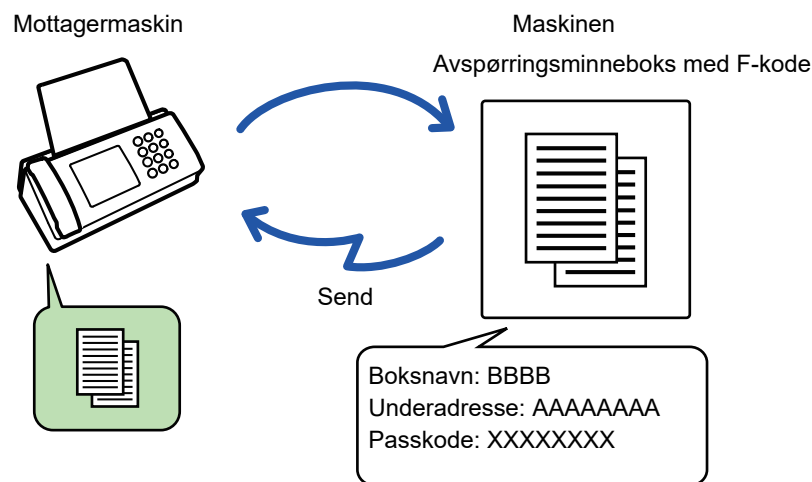 Mottagermaskin
Maskinen
Avspørringsminneboks med F-kode
Send
Boksnavn: BBBB
Underadresse: AAAAAAAA
Passkode: XXXXXXXX